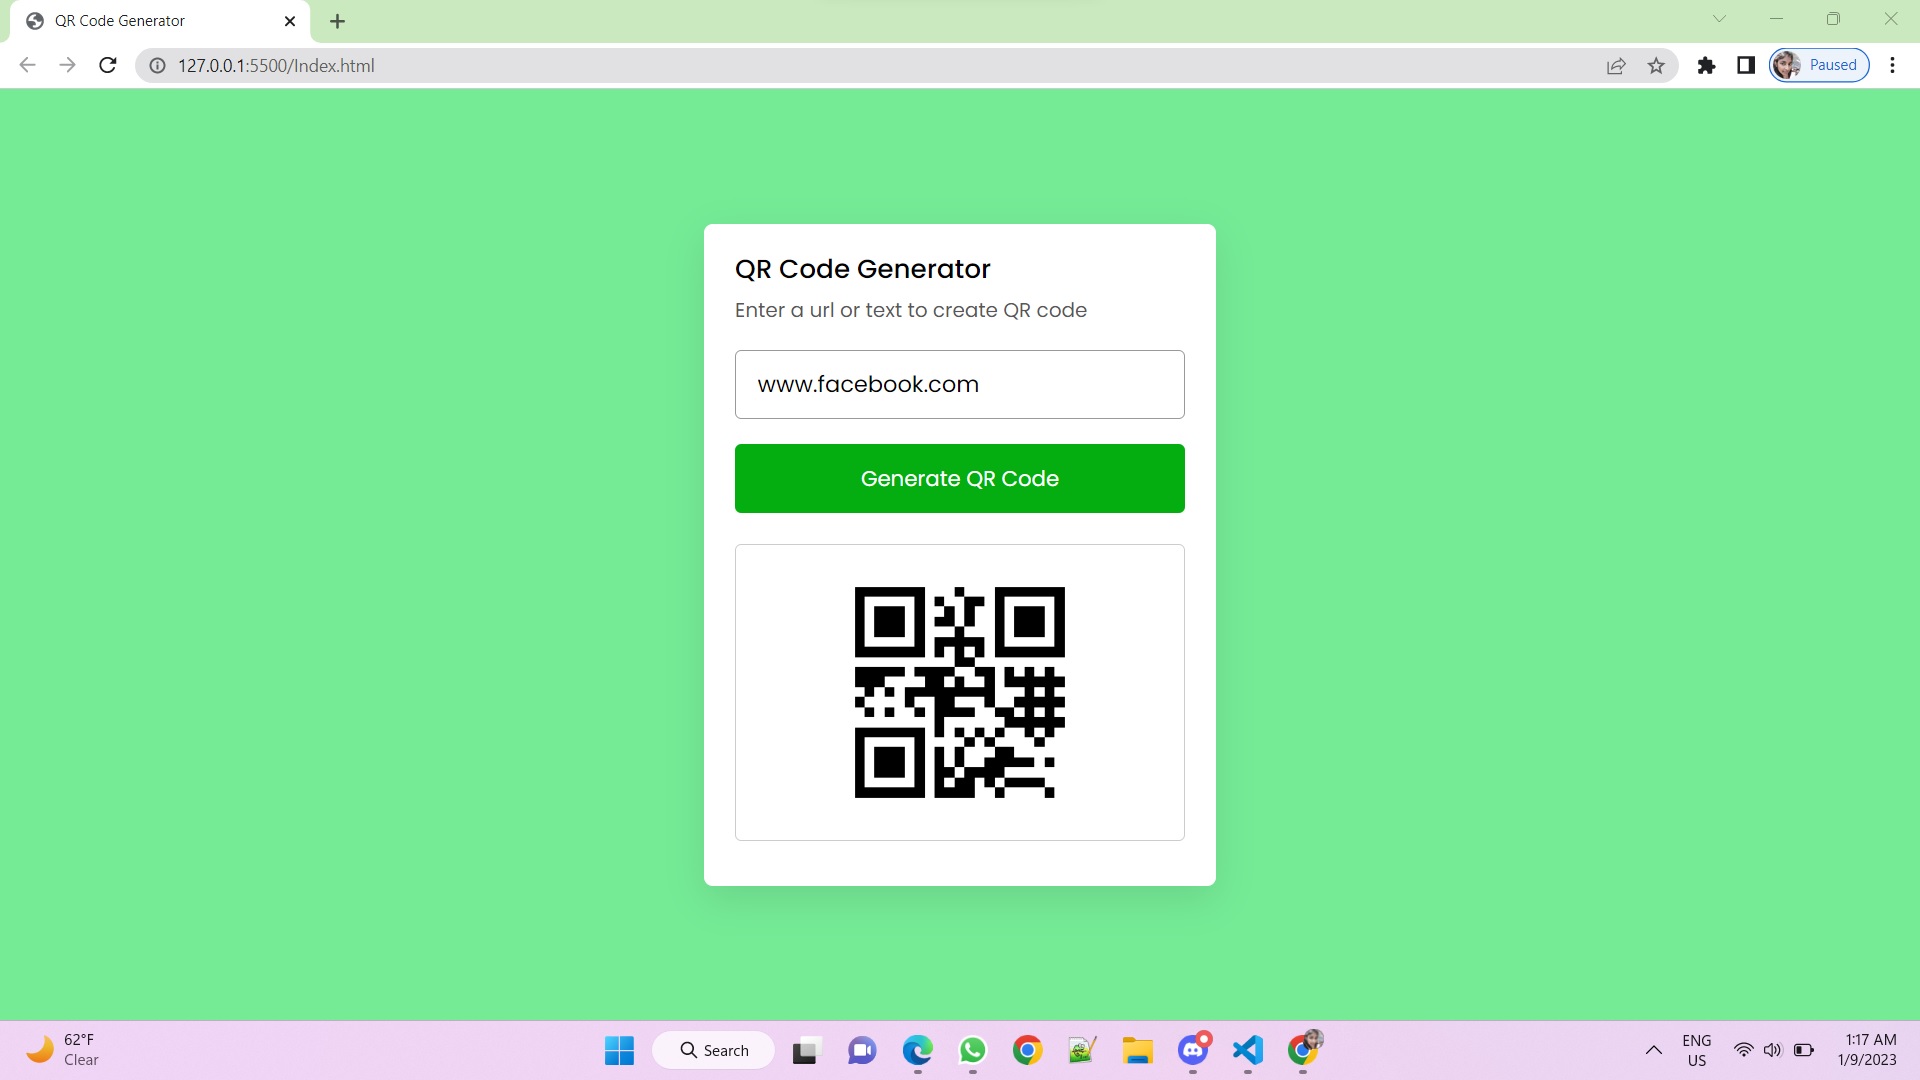 QR Code Generator
127.0.0.1:5500/Index.html
Paused
QR Code Generator
Enter a url or text to create QR code
www.facebook.com
Generate QR Code
62°F
Clear
Search
ENG
US
1:17 AM
1/9/2023